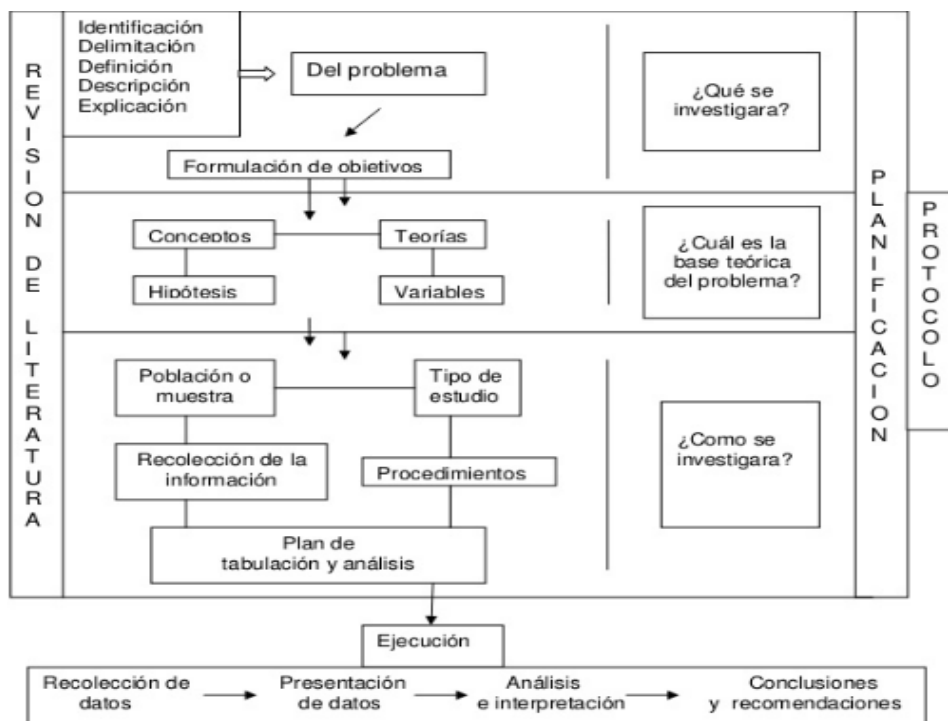 REVISION DE LITERATURA
Identificación
Delimitación
Definición
Descripción
Explicación
Del problema
Formulación de objetivos
¿Qué se
investigara?
Conceptos
Teorías
Hipótesis
Variables
¿Cuál es la
base teórica
del problema?
Población o
muestra
Tipo de
estudio
Recolección de la
información
Procedimientos
Plan de
tabulación y análisis
¿Como se
investigara?
PLANIFICACION
PROTOCOLO
Ejecución
Recolección de
datos
Presentación
de datos
Análisis
e interpretación
Conclusiones
y recomendaciones